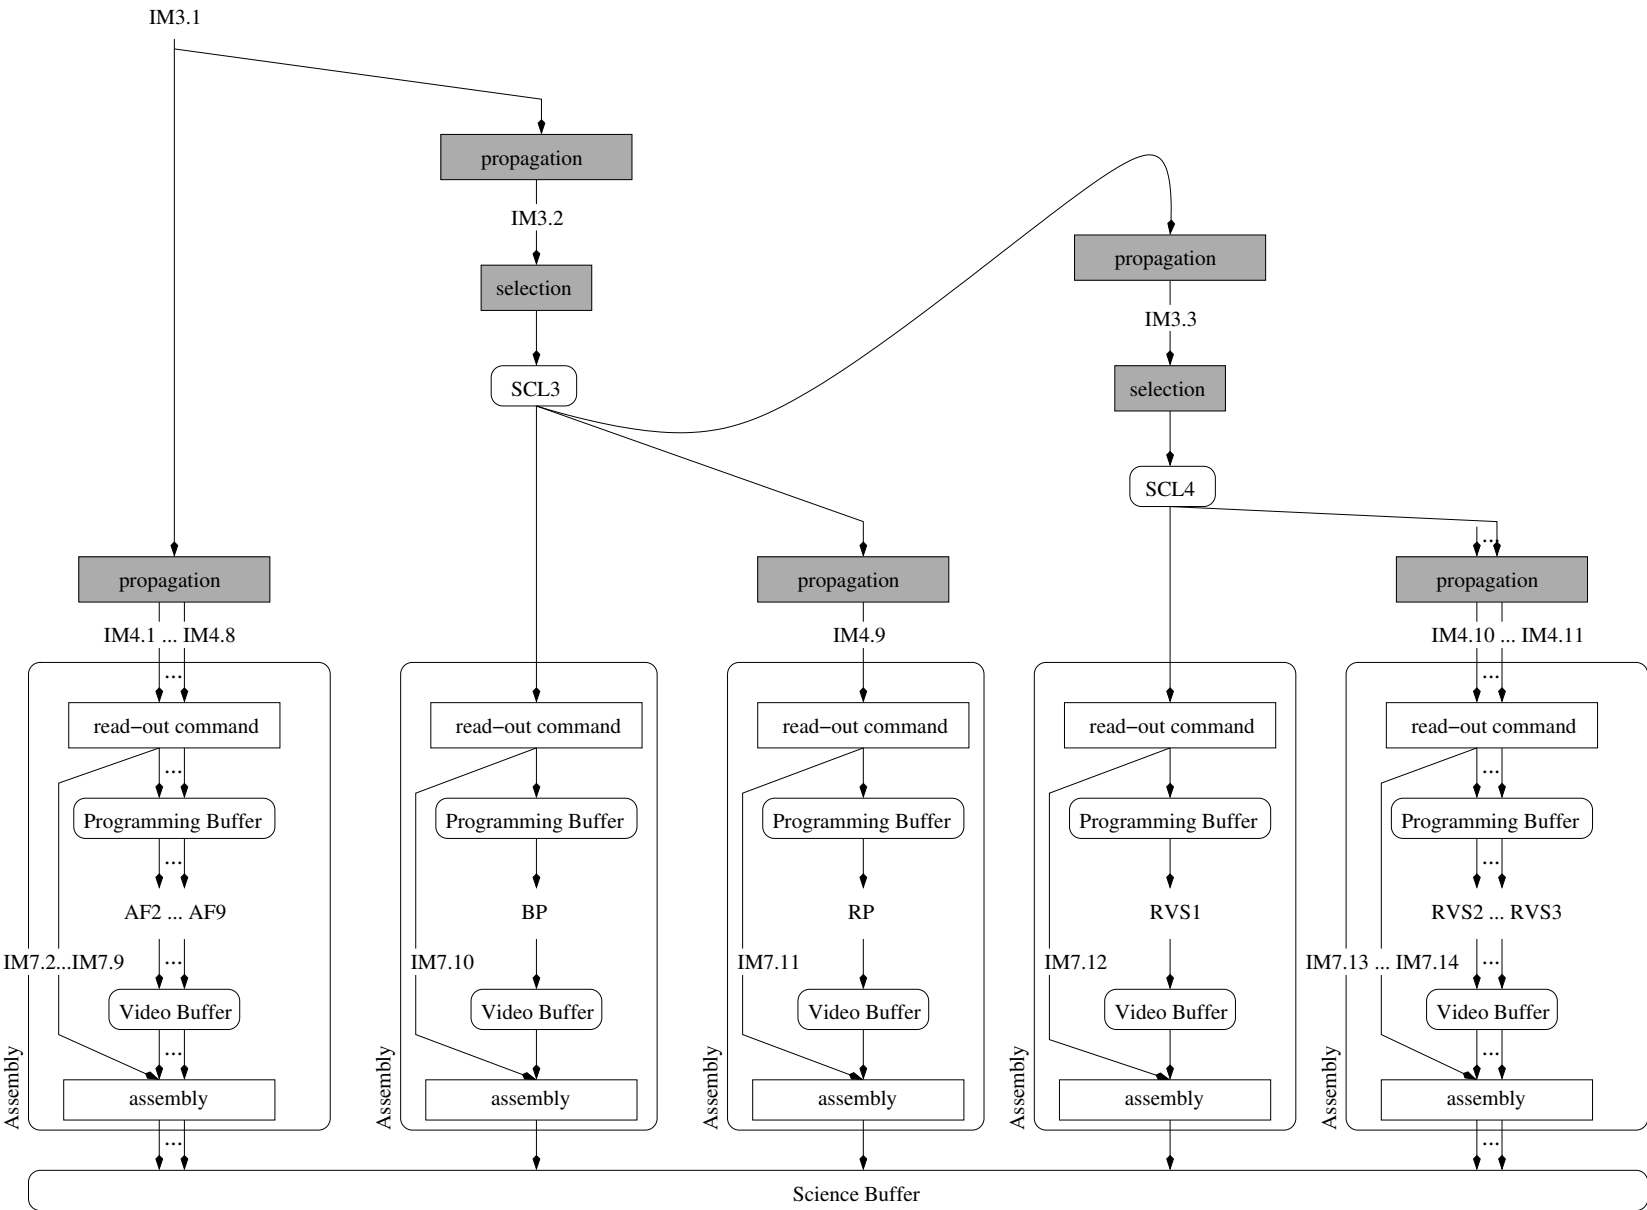 IM3.1
propagation
IM3.2
propagation
selection
IM3.3
SCL3
selection
SCL4
...
propagation
propagation
propagation
IM4.1 ... IM4.8
IM4.9
IM4.10 ... IM4.11
...
...
read−out command
read−out command
read−out command
read−out command
read−out command
...
...
Programming Buffer
Programming Buffer
Programming Buffer
Programming Buffer
Programming Buffer
...
...
AF2 ... AF9
BP
RP
RVS1
RVS2 ... RVS3
IM7.2...IM7.9
...
IM7.10
IM7.11
IM7.12
IM7.13 ... IM7.14
...
Video Buffer
Video Buffer
Video Buffer
Video Buffer
Video Buffer
...
...
Assembly
Assembly
Assembly
Assembly
Assembly
assembly
assembly
assembly
assembly
assembly
...
...
Science Buffer